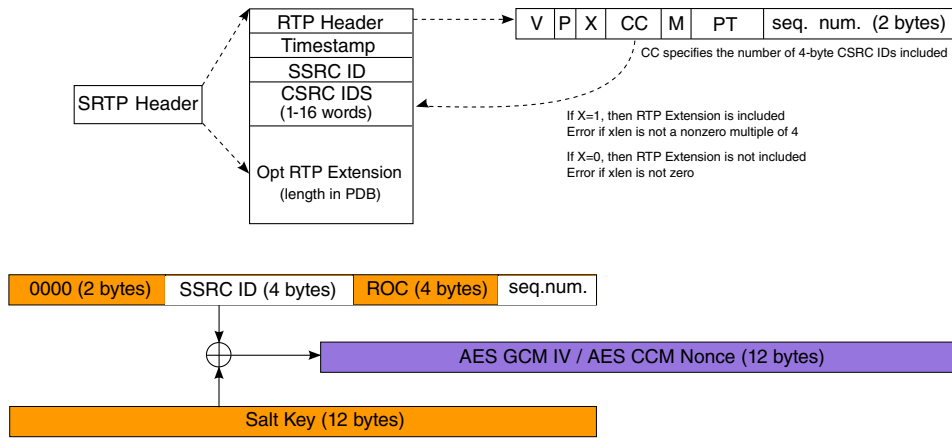 SRTP Header
RTP Header
Timestamp
SSRC ID
CSRC IDS
(1-16 words)
Opt RTP Extension
(length in PDB)
V P X CC M PT seq. num. (2 bytes)
CC specifies the number of 4-byte CSRC IDs included
If X=1, then RTP Extension is included
Error if xlen is not a nonzero multiple of 4
If X=0, then RTP Extension is not included
Error if xlen is not zero
0000 (2 bytes) SSRC ID (4 bytes) ROC (4 bytes) seq.num.
AES GCM IV / AES CCM Nonce (12 bytes)
Salt Key (12 bytes)